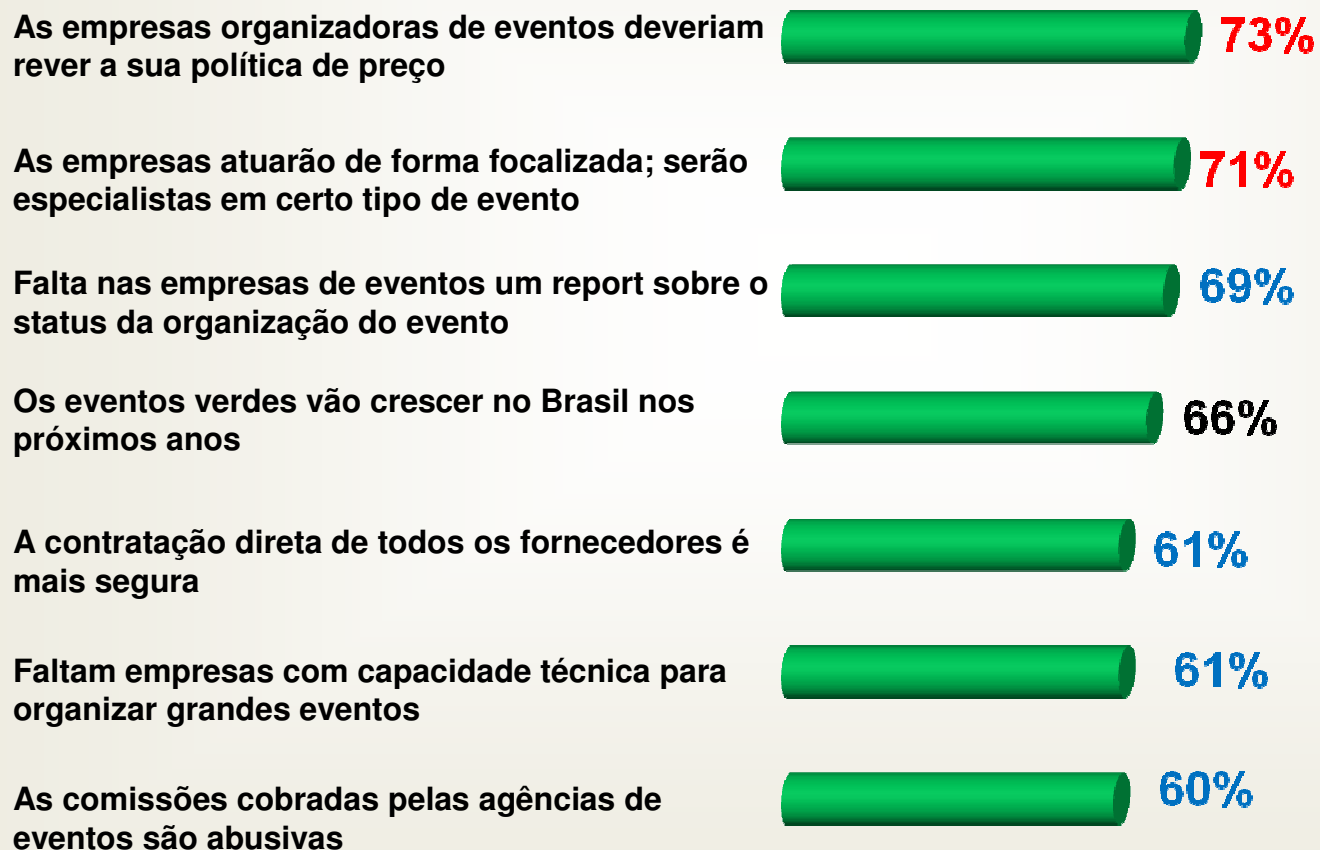 As empresas organizadoras de eventos deveriam
rever a sua política de preço
73%
As empresas atuarão de forma focalizada; serão
especialistas em certo tipo de evento
71%
Falta nas empresas de eventos um report sobre o
status da organização do evento
69%
Os eventos verdes vão crescer no Brasil nos
próximos anos
66%
A contratação direta de todos os fornecedores é
mais segura
61%
Faltam empresas com capacidade técnica para
organizar grandes eventos
61%
As comissões cobradas pelas agências de
eventos são abusivas
60%